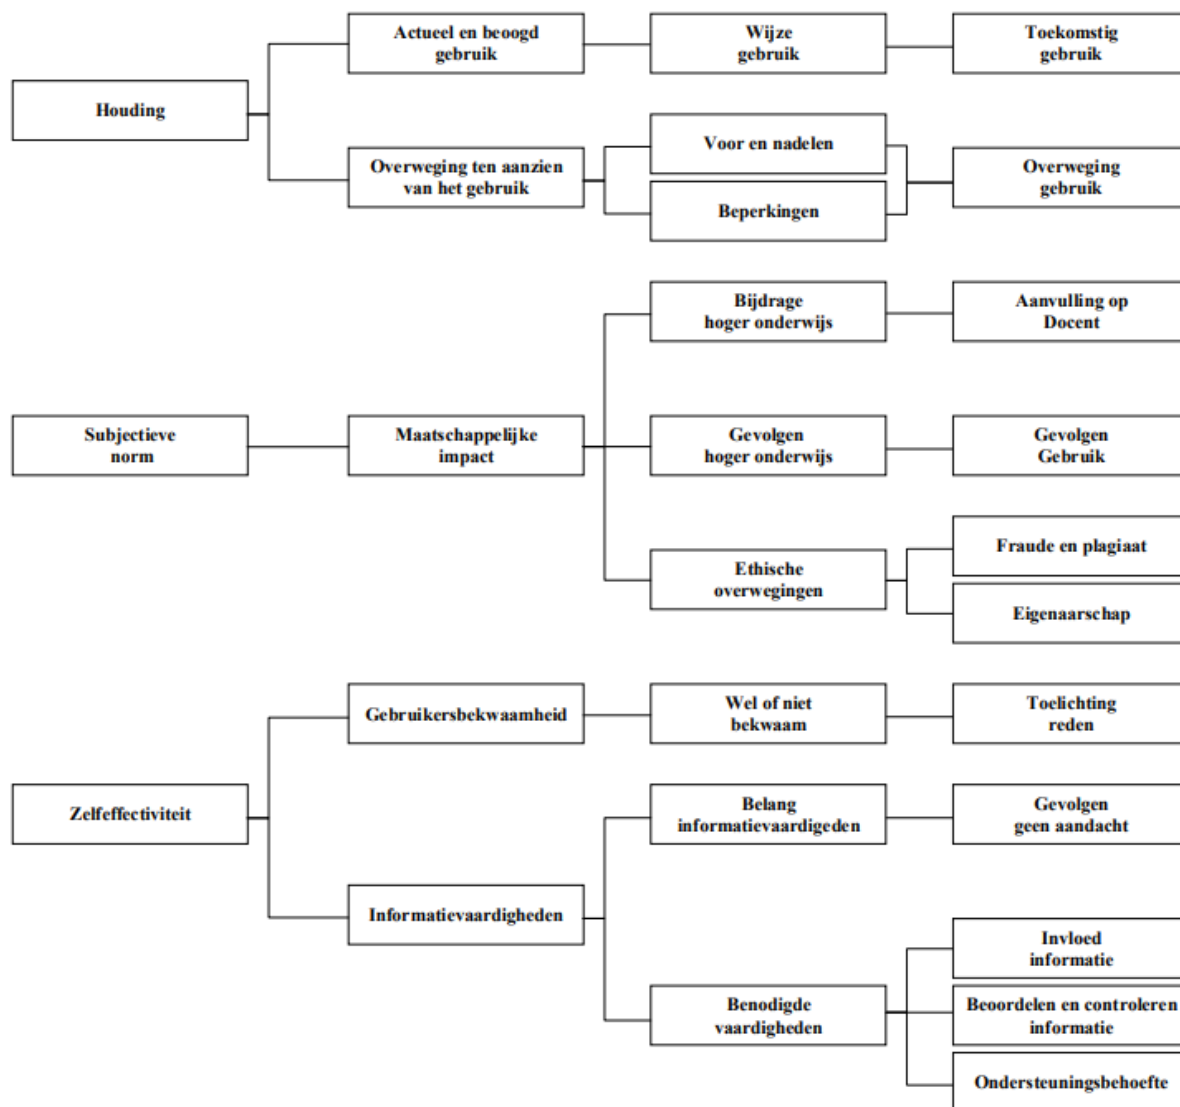 Actueel en beoogd
gebruik
Wijze
gebruik
Toekomstig
gebruik
Houding
Overweging ten aanzien
van het gebruik
Voor en nadelen
Beperkingen
Overweging
gebruik
Bijdrage
hoger onderwijs
Aanvulling op
Docent
Subjectieve
norm
Maatschappelijke
impact
Gevolgen
hoger onderwijs
Gevolgen
Gebruik
Ethische
overwegingen
Fraude en plagiaat
Eigenaarschap
Gebruikersbekwaamheid
Wel of niet
bekwaam
Toelichting
reden
Zelfeffectiviteit
Belang
informatievaardigeden
Gevolgen
geen aandacht
Informatievaardigheden
Benodigde
vaardigheden
Invloed
informatie
Beoordelen en controleren
informatie
Ondersteuningsbehoefte